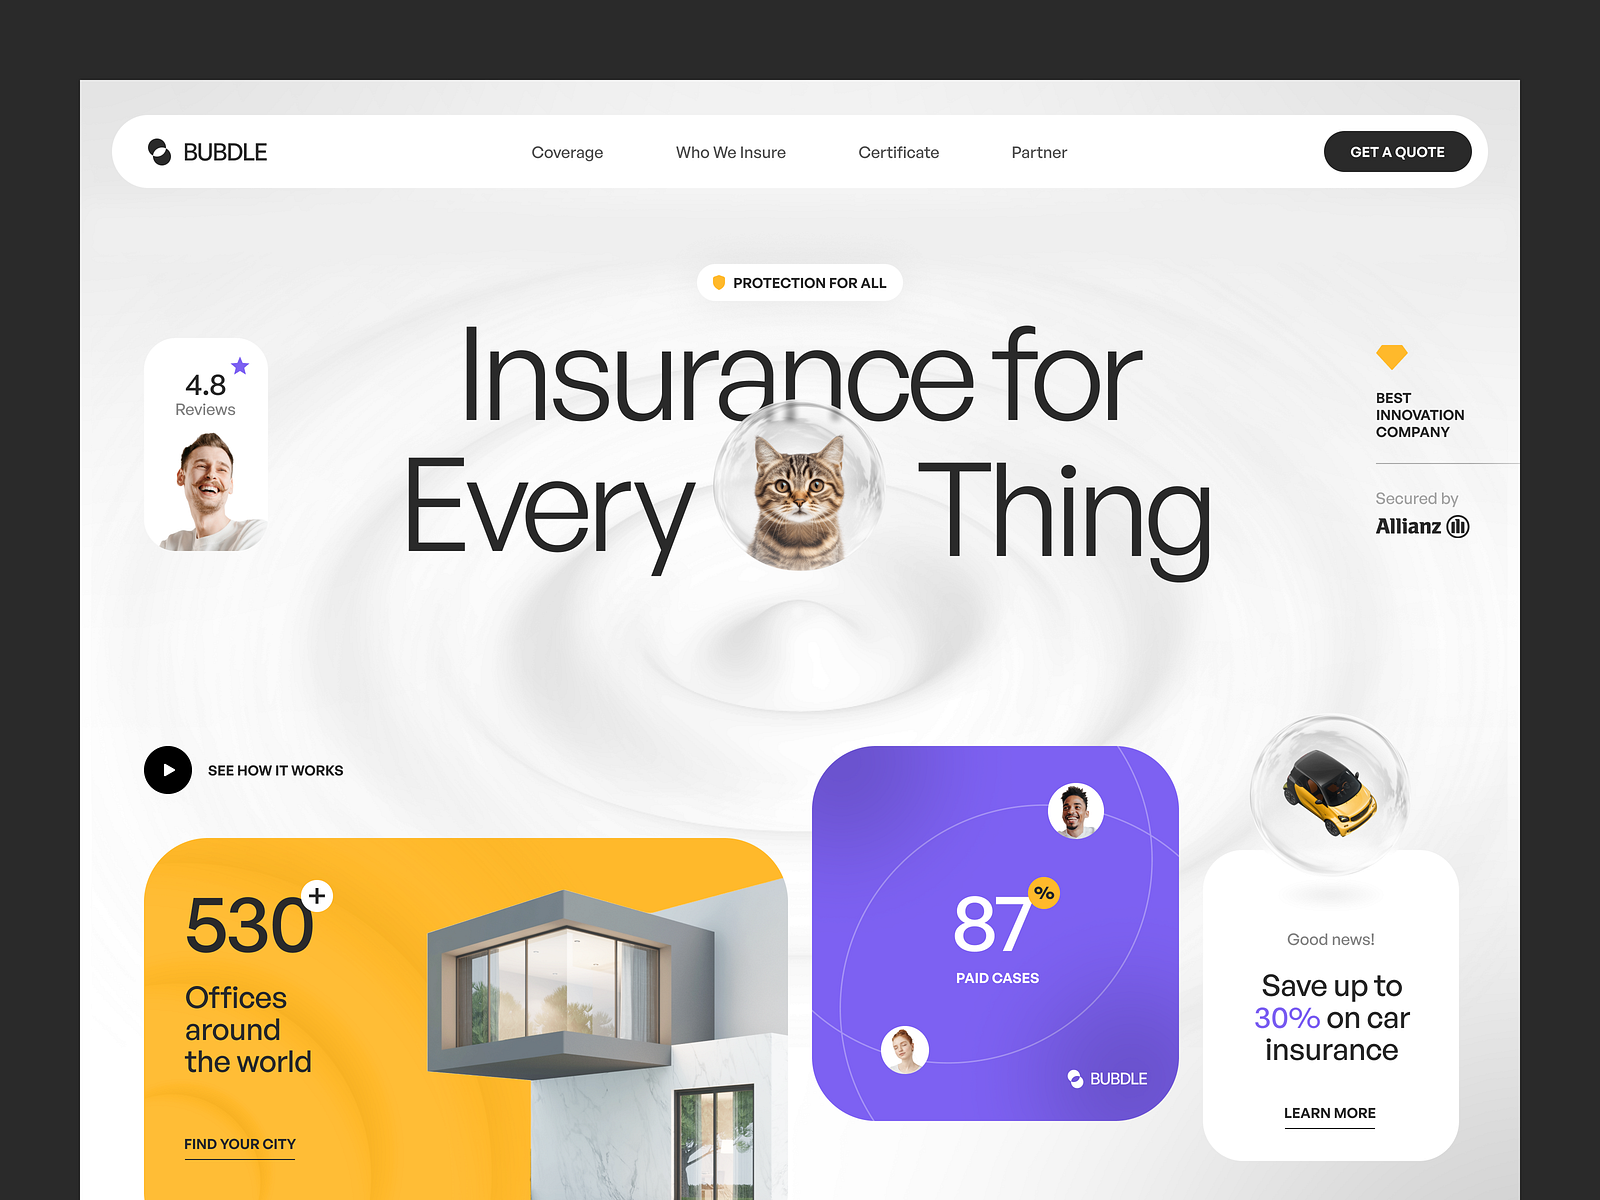 BUBDLE
Coverage
Who We Insure
Certificate
Partner
GET A QUOTE
PROTECTION FOR ALL
Insurance for
Every Thing
4.8
Reviews
BEST
INNOVATION
COMPANY
Secured by
Allianz
SEE HOW IT WORKS
530+
Offices
around
the world
FIND YOUR CITY
87%
PAID CASES
BUBDLE
Good news!
Save up to
30% on car
insurance
LEARN MORE